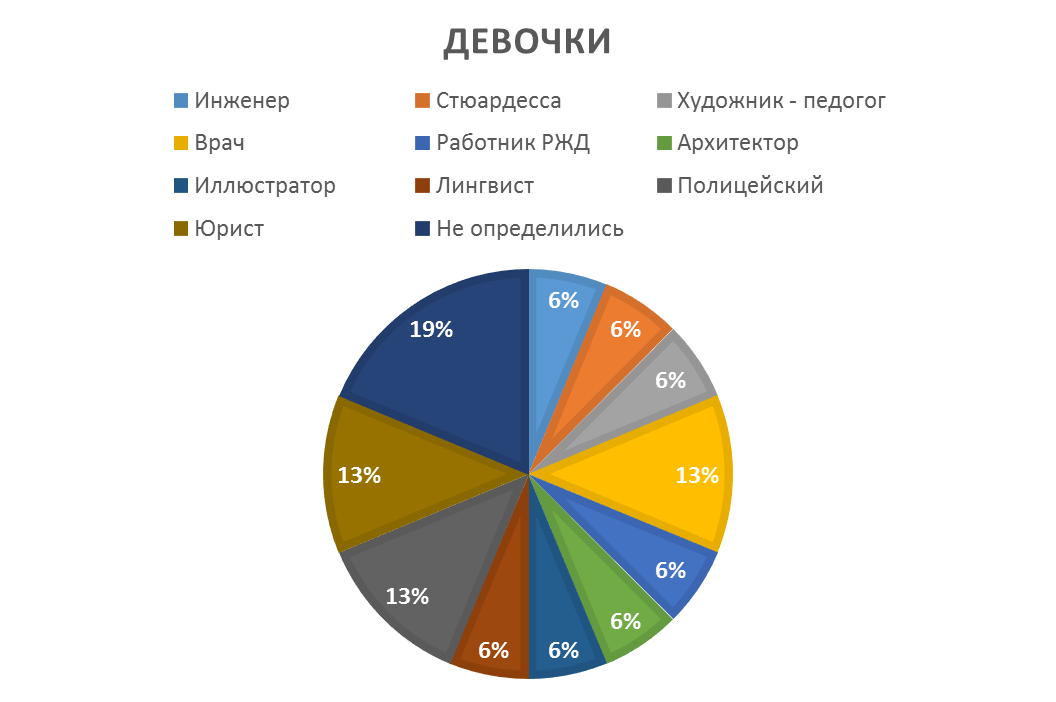 ДЕВОЧКИ
Инженер
Стюардесса
Художник - педогог
Врач
Работник РЖД
Архитектор
Иллюстратор
Лингвист
Полицейский
Юрист
Не определились
6%
6%
6%
13%
6%
6%
6%
6%
13%
13%
19%